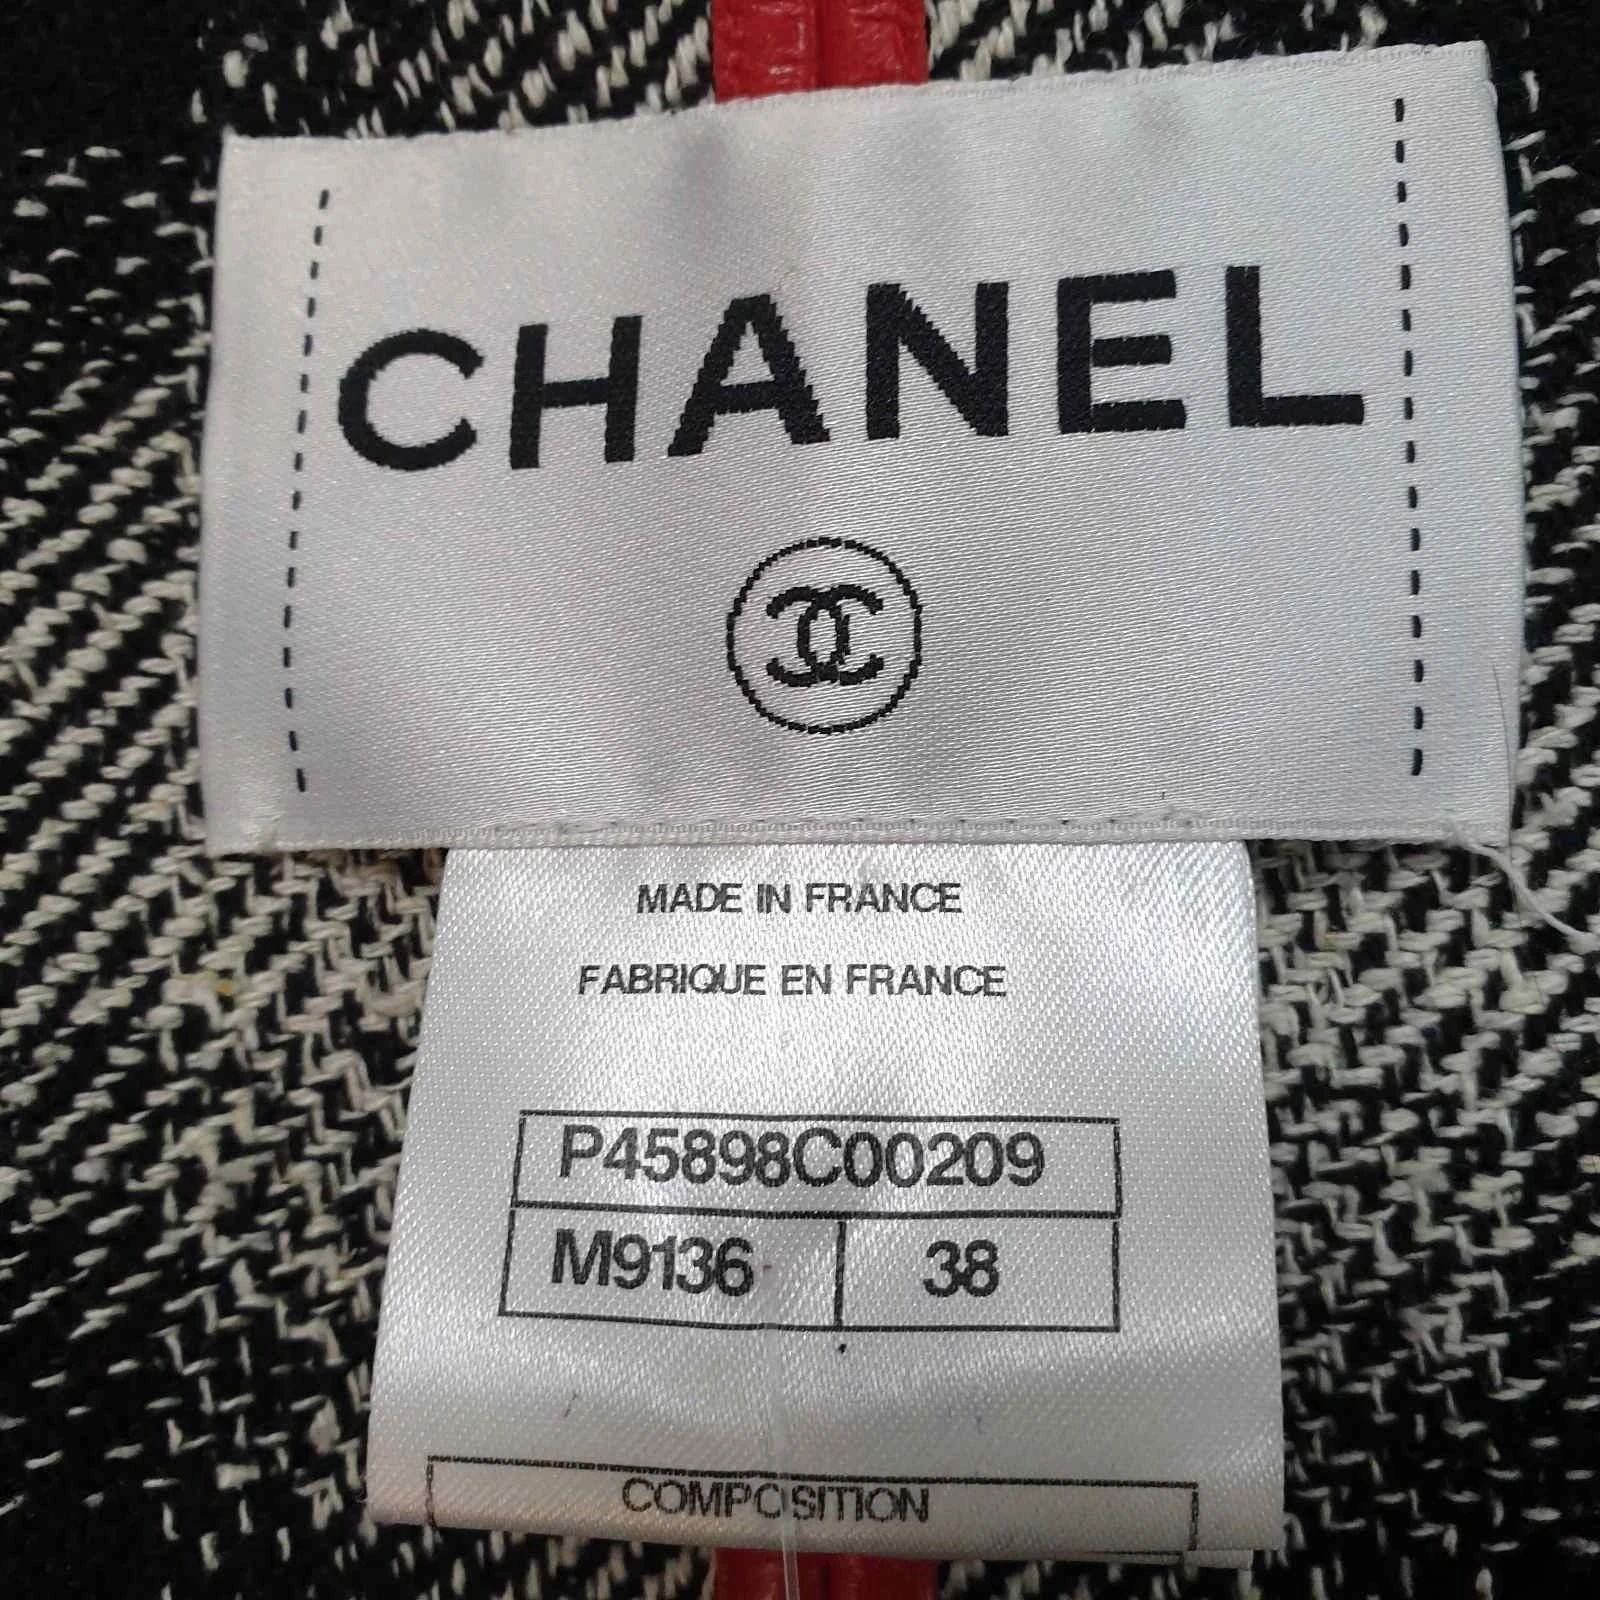 CHANEL
MADE IN FRANCE
FABRIQUE EN FRANCE
P45898C00209
M9136 38
COMPOSITION